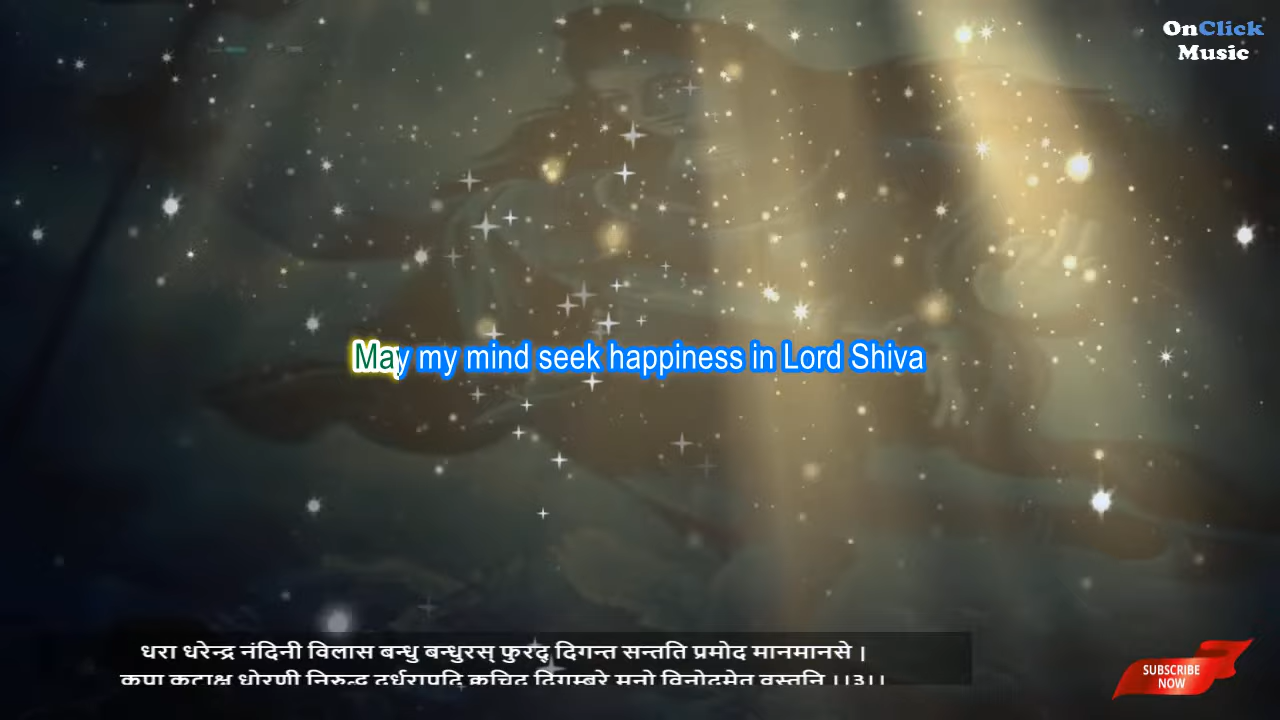 OnClick
Music
May my mind seek happiness in Lord Shiva
धरा धरेन्द्र नंदिनी विलास बन्धु बन्धुरस् फुरद् दिगन्त सन्तति प्रमोद मानमानसे |
कृपा कटाक्ष धोरणी निरुद्ध दुर्धरापदि क्वचिद् दिगम्बरे मनो विनोदमेतु वस्तुनि ||३||
SUBSCRIBE
NOW